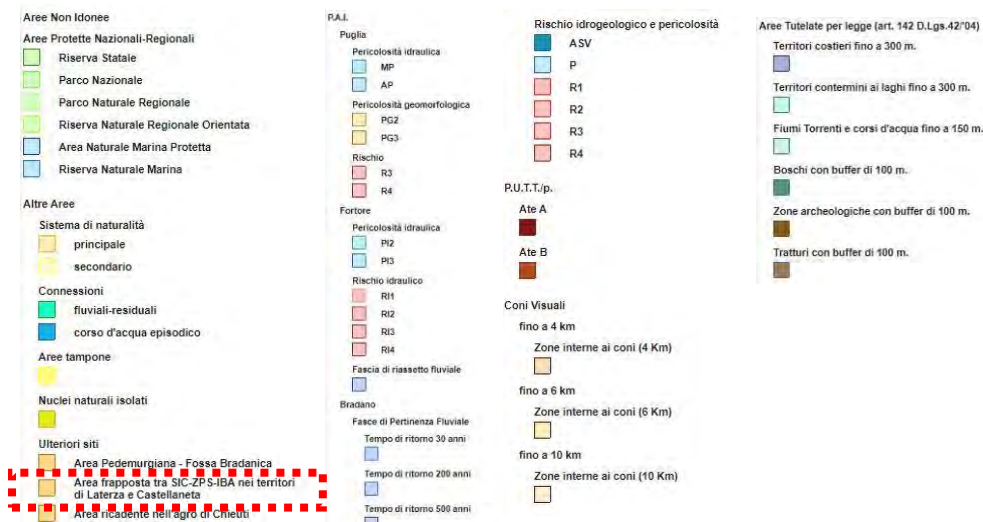 Aree Non Idonee
Aree Protette Nazionali-Regionali
Riserva Statale
Parco Nazionale
Parco Naturale Regionale
Riserva Naturale Regionale Orientata
Area Naturale Marina Protetta
Riserva Naturale Marina
Altre Aree
Sistema di naturalità
principale
secondario
Connessioni
fluviali-residuali
corso d'acqua episodico
Aree tampone
Nuclei naturali isolati
Ulteriori siti
Area Pedemurgiana - Fossa Bradanica
Area frapposta tra SIC-ZPS-IBA nei territori
di Laterza e Castellaneta
Area ricadente nell'agro di Chieuti
P.A.I.
Puglia
Pericolosità idraulica
MP
AP
Pericolosità geomorfologica
PG2
PG3
Rischio
R3
R4
Fortore
Pericolosità idraulica
PI2
PI3
Rischio idraulico
RI1
RI2
RI3
RI4
Fascia di riassetto fluviale
Bradano
Fasce di Pertinenza Fluviale
Tempo di ritorno 30 anni
Tempo di ritorno 200 anni
Tempo di ritorno 500 anni
Rischio idrogeologico e pericolosità
ASV
P
R1
R2
R3
R4
P.U.T.T./p.
Ate A
Ate B
Coni Visuali
fino a 4 km
Zone interne ai coni (4 Km)
fino a 6 km
Zone interne ai coni (6 Km)
fino a 10 km
Zone interne ai coni (10 Km)
Aree Tutelate per legge (art. 142 D.Lgs.42/'04)
Territori costieri fino a 300 m.
Territori contermini ai laghi fino a 300 m.
Fiumi Torrenti e corsi d'acqua fino a 150 m.
Boschi con buffer di 100 m.
Zone archeologiche con buffer di 100 m.
Tratturi con buffer di 100 m.